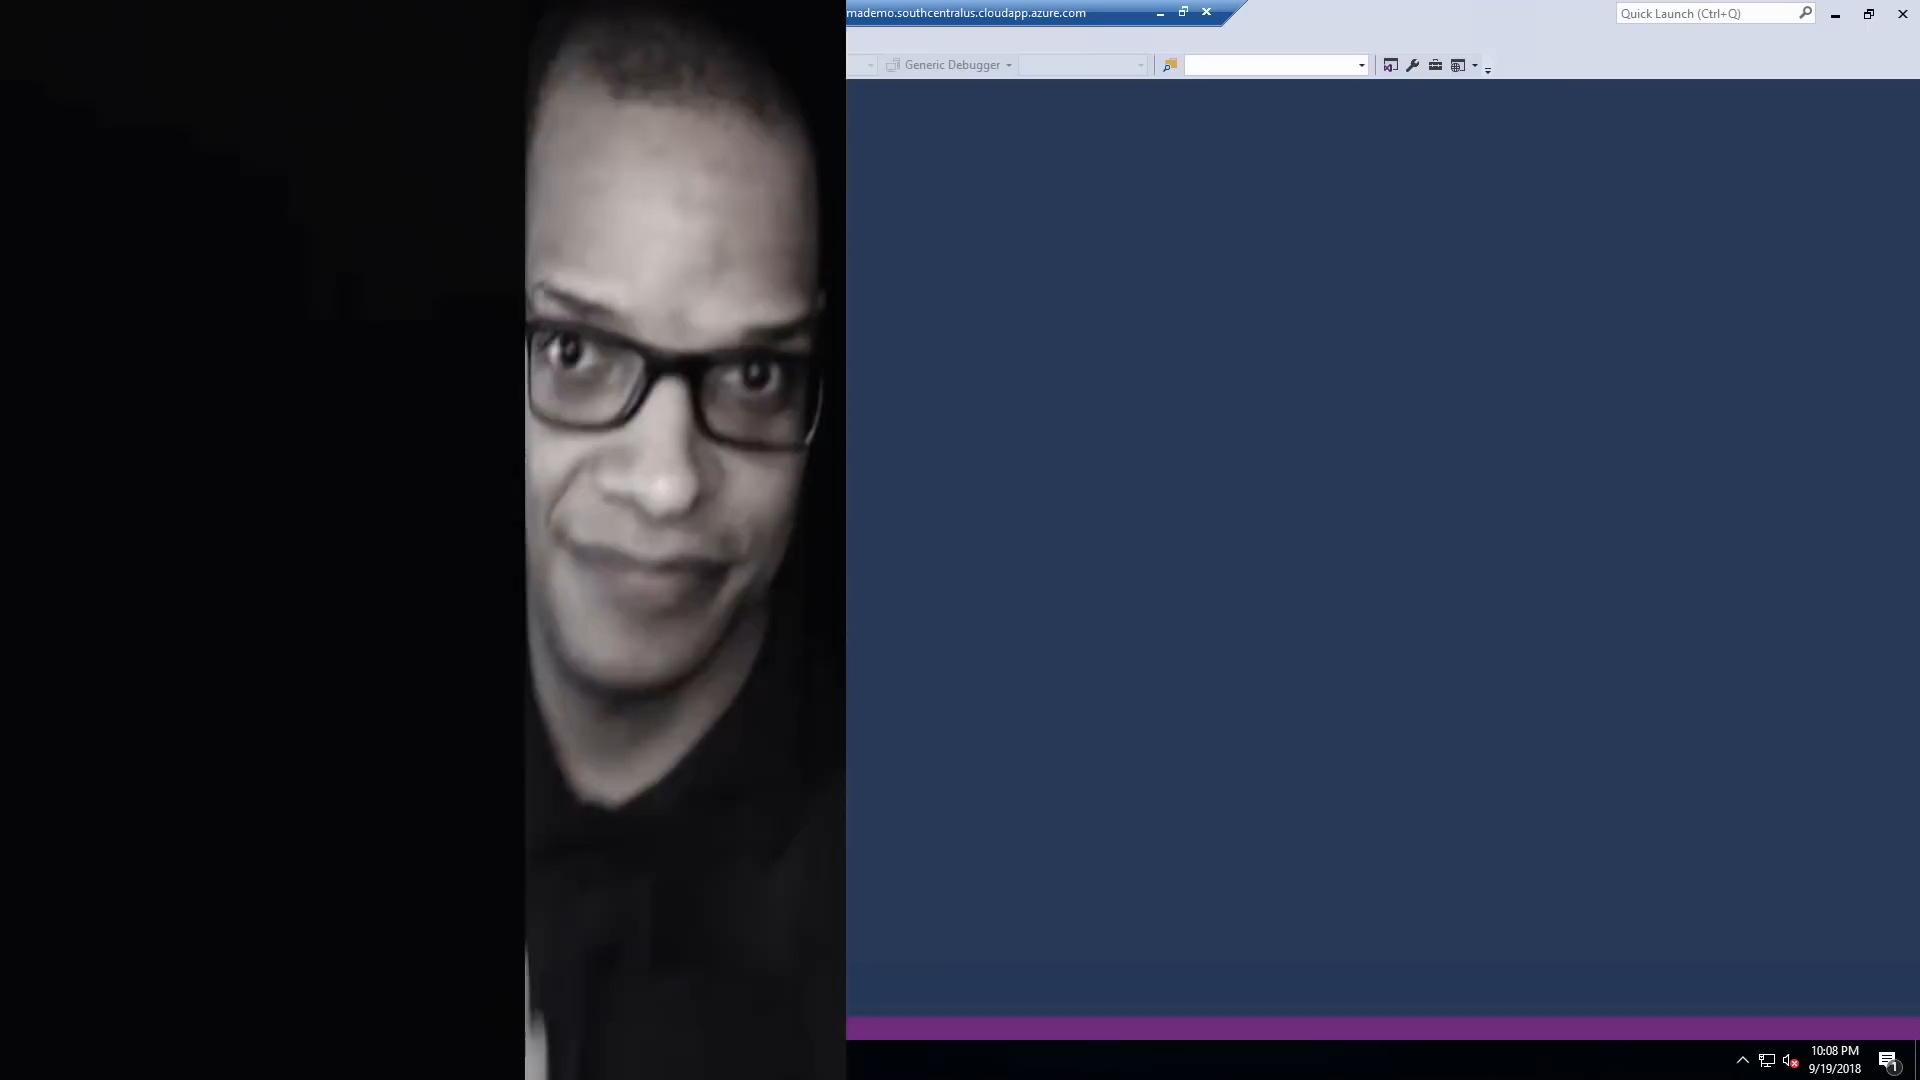 mademo.southcentralus.cloudapp.azure.com
Quick Launch (Ctrl+Q)
Generic Debugger
10:08 PM
9/19/2018
1